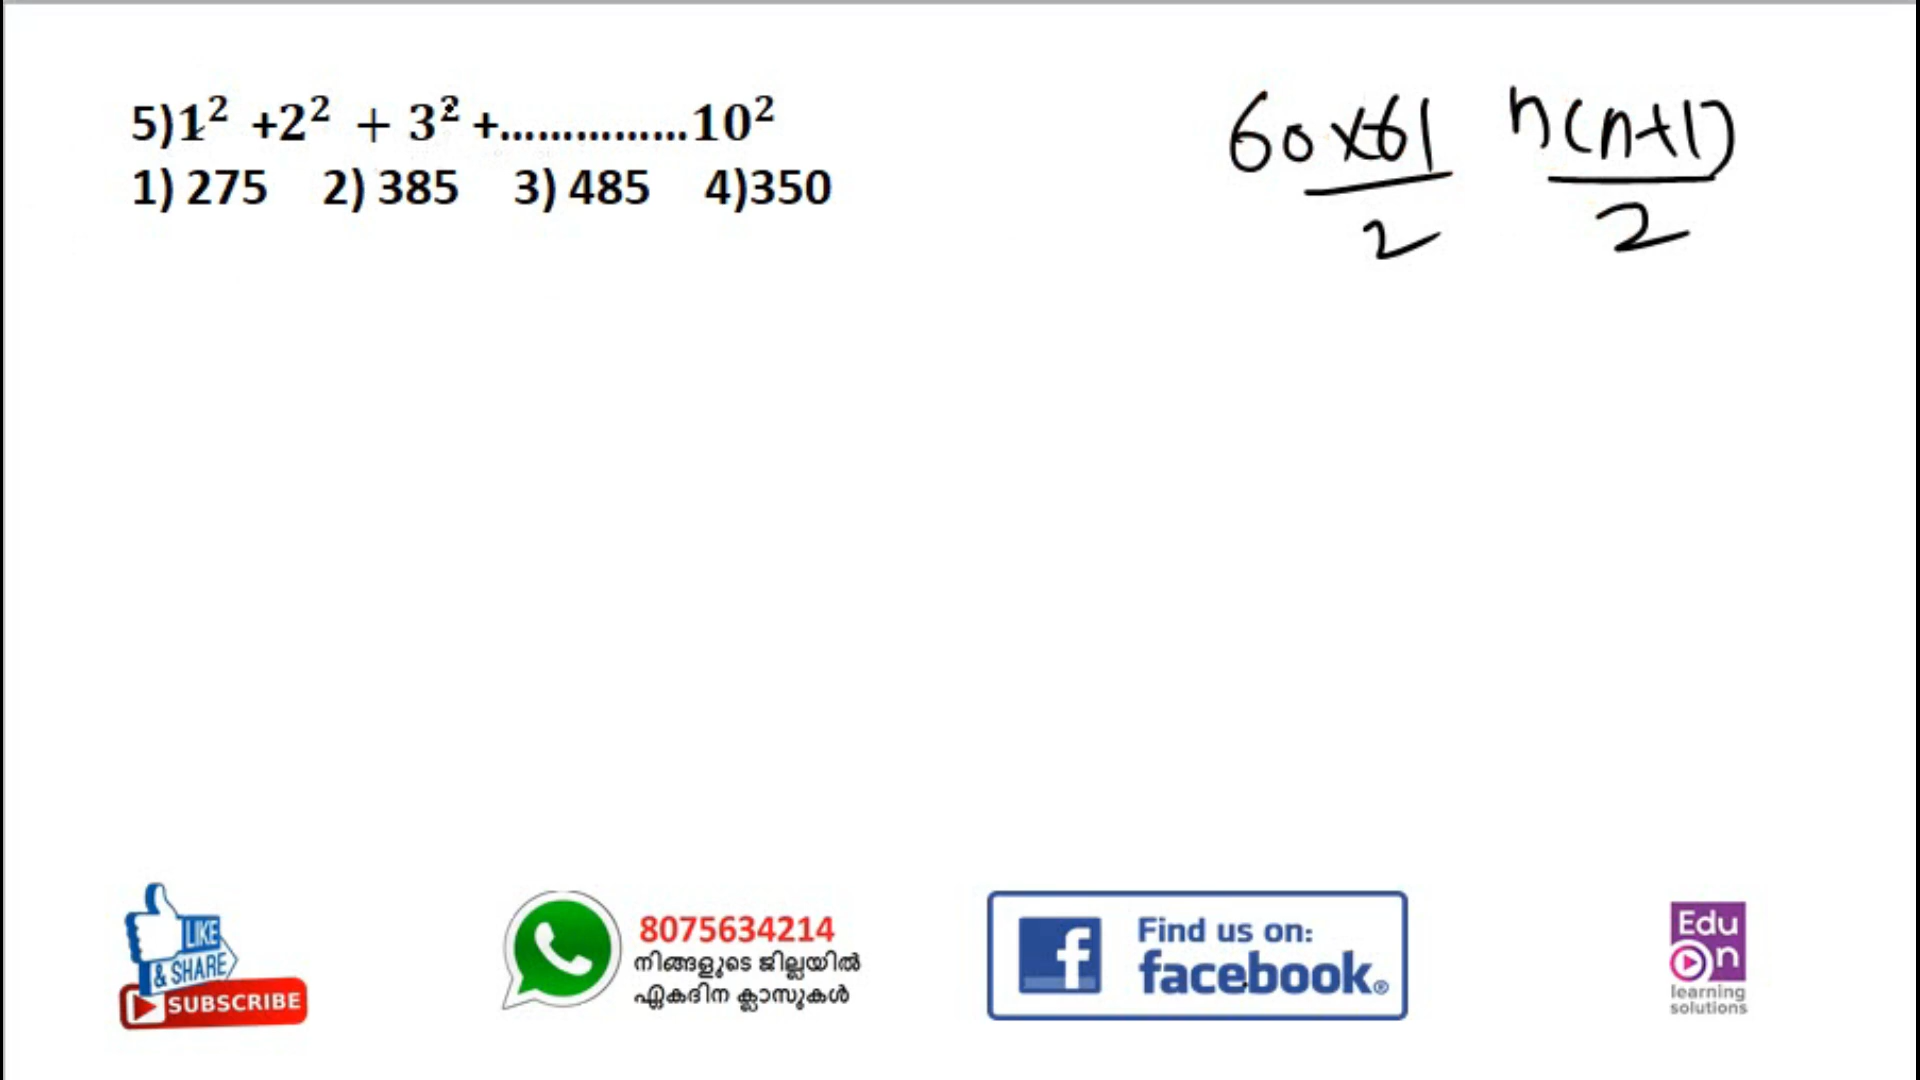 5)1² +2² + 3² +...............10²
1) 275 2) 385 3) 485 4)350
60×61 n(n+1)
2 2
LIKE
& SHARE
SUBSCRIBE
8075634214
നിങ്ങളുടെ ജില്ലയിൽ
ഏകദിന ക്ലാസുകൾ
f
Find us on:
facebook®
Edu
On
learning
solutions